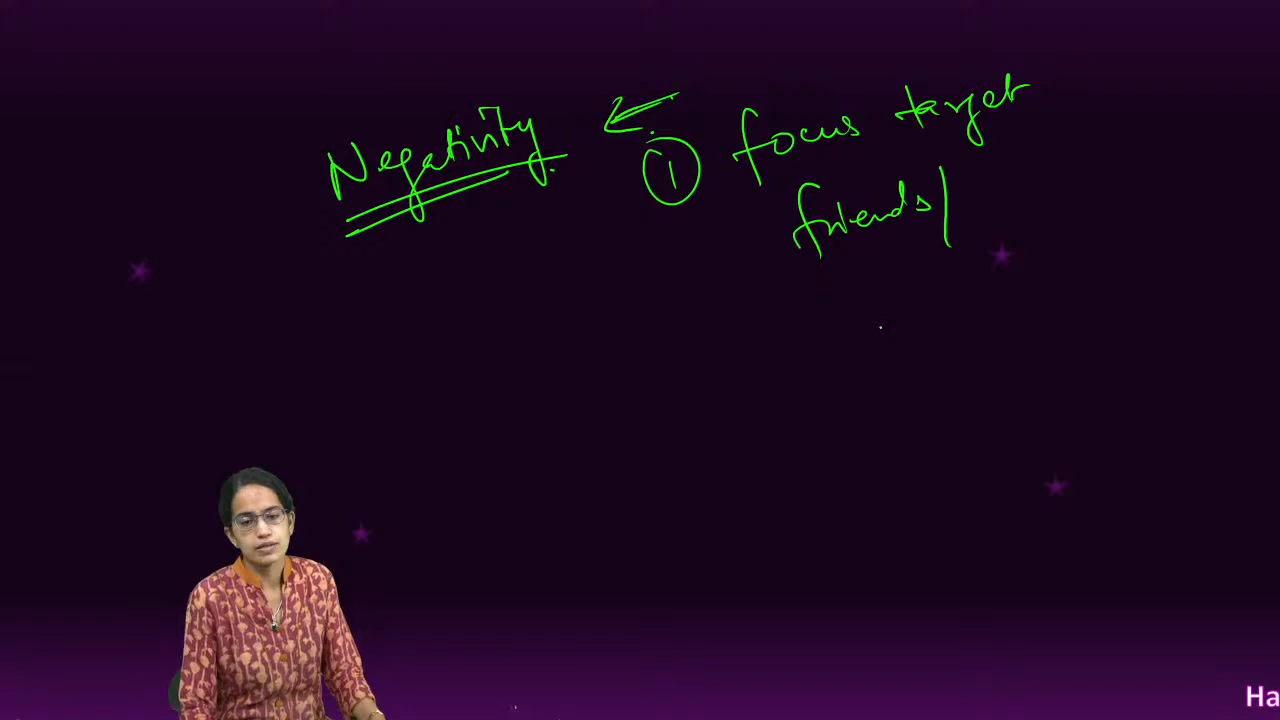 Negativity. ← ① focus target
friends/
Ha